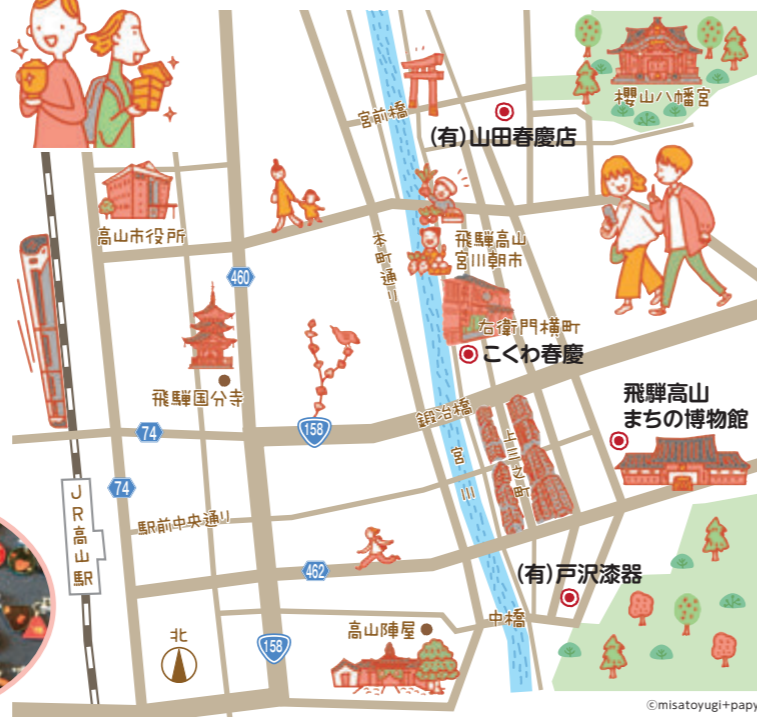 宮前橋
(有)山田春慶店
櫻山八幡宮
高山市役所
本町通り
飛騨高山
宮川朝市
460
右衛門横町
こくわ春慶
飛騨国分寺
鍛冶橋
飛騨高山
まちの博物館
158
74
上三之町
宮川
74
JR高山駅
駅前中央通り
462
(有)戸沢漆器
中橋
北
158
高山陣屋
©misatoyugi+papy